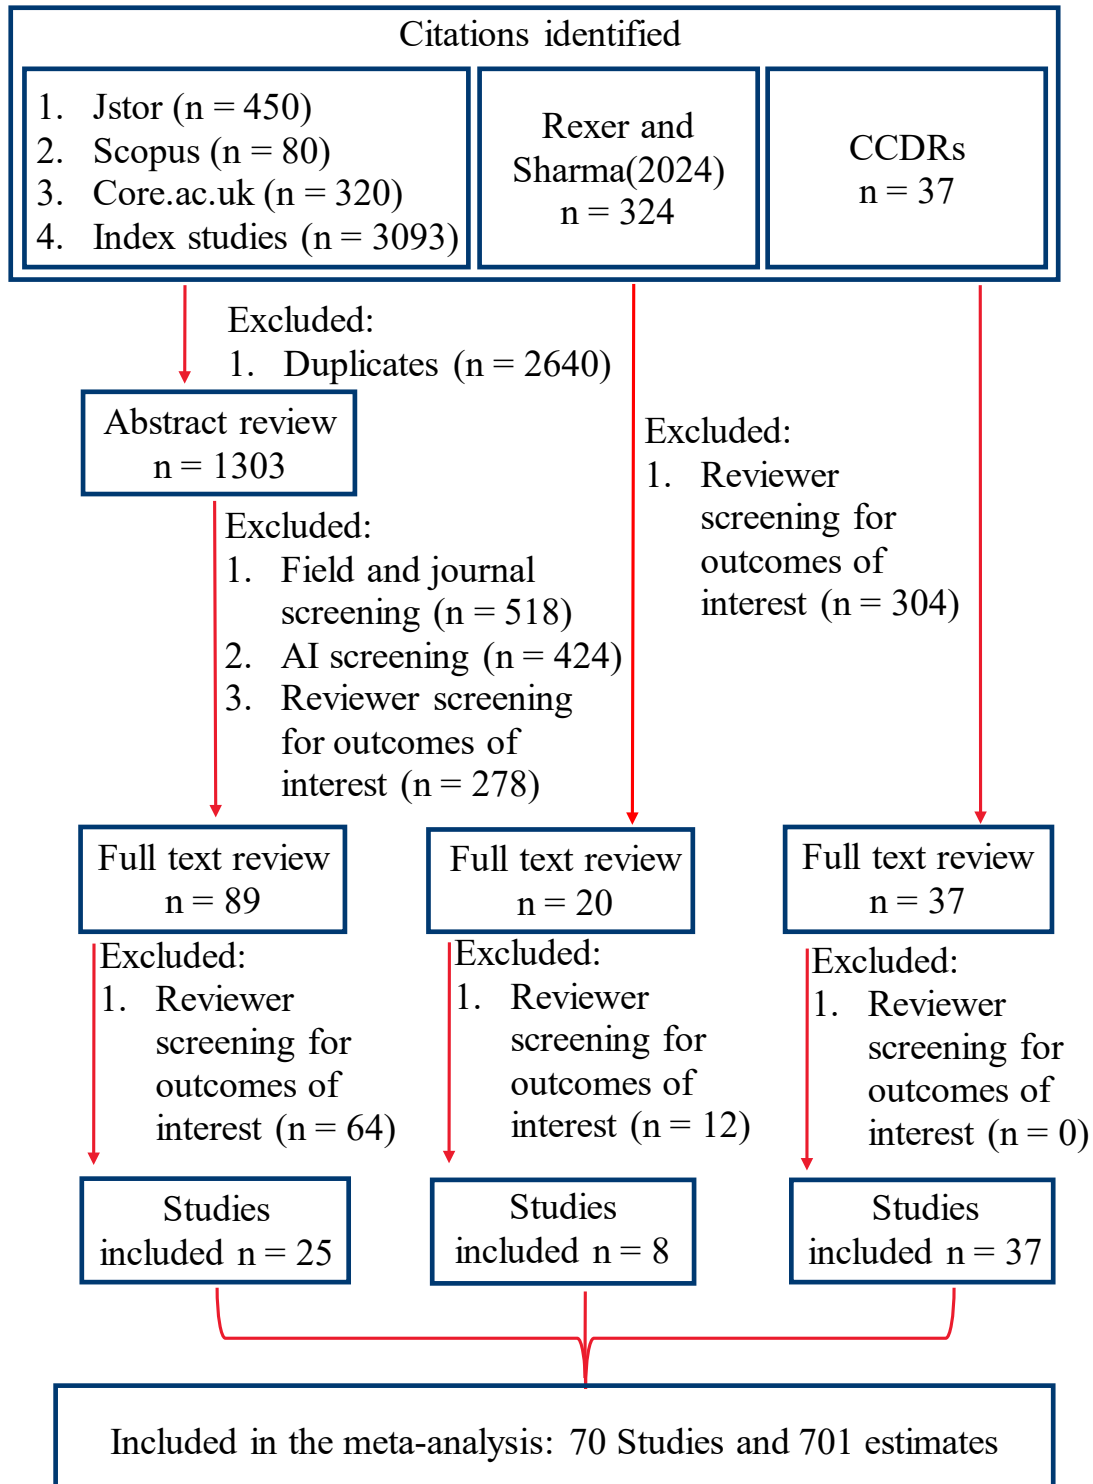 Citations identified
1. Jstor (n = 450)
2. Scopus (n = 80)
3. Core.ac.uk (n = 320)
4. Index studies (n = 3093)
Rexer and
Sharma(2024)
n = 324
CCDRs
n = 37
Excluded:
1. Duplicates (n = 2640)
Abstract review
n = 1303
Excluded:
1. Field and journal
screening (n = 518)
2. AI screening (n = 424)
3. Reviewer screening
for outcomes of
interest (n = 278)
Excluded:
1. Reviewer
screening for
outcomes of
interest (n = 304)
Full text review
n = 89
Full text review
n = 20
Full text review
n = 37
Excluded:
1. Reviewer
screening for
outcomes of
interest (n = 64)
Excluded:
1. Reviewer
screening for
outcomes of
interest (n = 12)
Excluded:
1. Reviewer
screening for
outcomes of
interest (n = 0)
Studies
included n = 25
Studies
included n = 8
Studies
included n = 37
Included in the meta-analysis: 70 Studies and 701 estimates